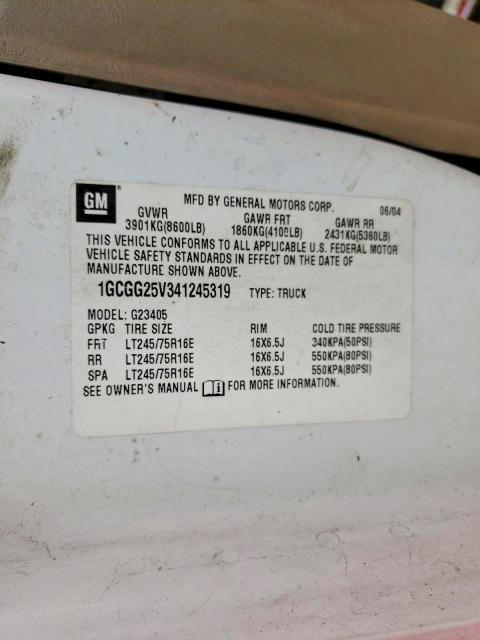 GM
MFD BY GENERAL MOTORS CORP. 06/04
GVWR GAWR FRT GAWR RR
3901KG(8600LB) 1860KG(4100LB) 2431KG(5360LB)
THIS VEHICLE CONFORMS TO ALL APPLICABLE U.S. FEDERAL MOTOR
VEHICLE SAFETY STANDARDS IN EFFECT ON THE DATE OF
MANUFACTURE SHOWN ABOVE.
1GCGG25V341245319 TYPE: TRUCK
MODEL: G23405
GPKG TIRE SIZE RIM COLD TIRE PRESSURE
FRT LT245/75R16E 16X6.5J 340KPA(50PSI)
RR LT245/75R16E 16X6.5J 550KPA(80PSI)
SPA LT245/75R16E 16X6.5J 550KPA(80PSI)
SEE OWNER'S MANUAL FOR MORE INFORMATION.